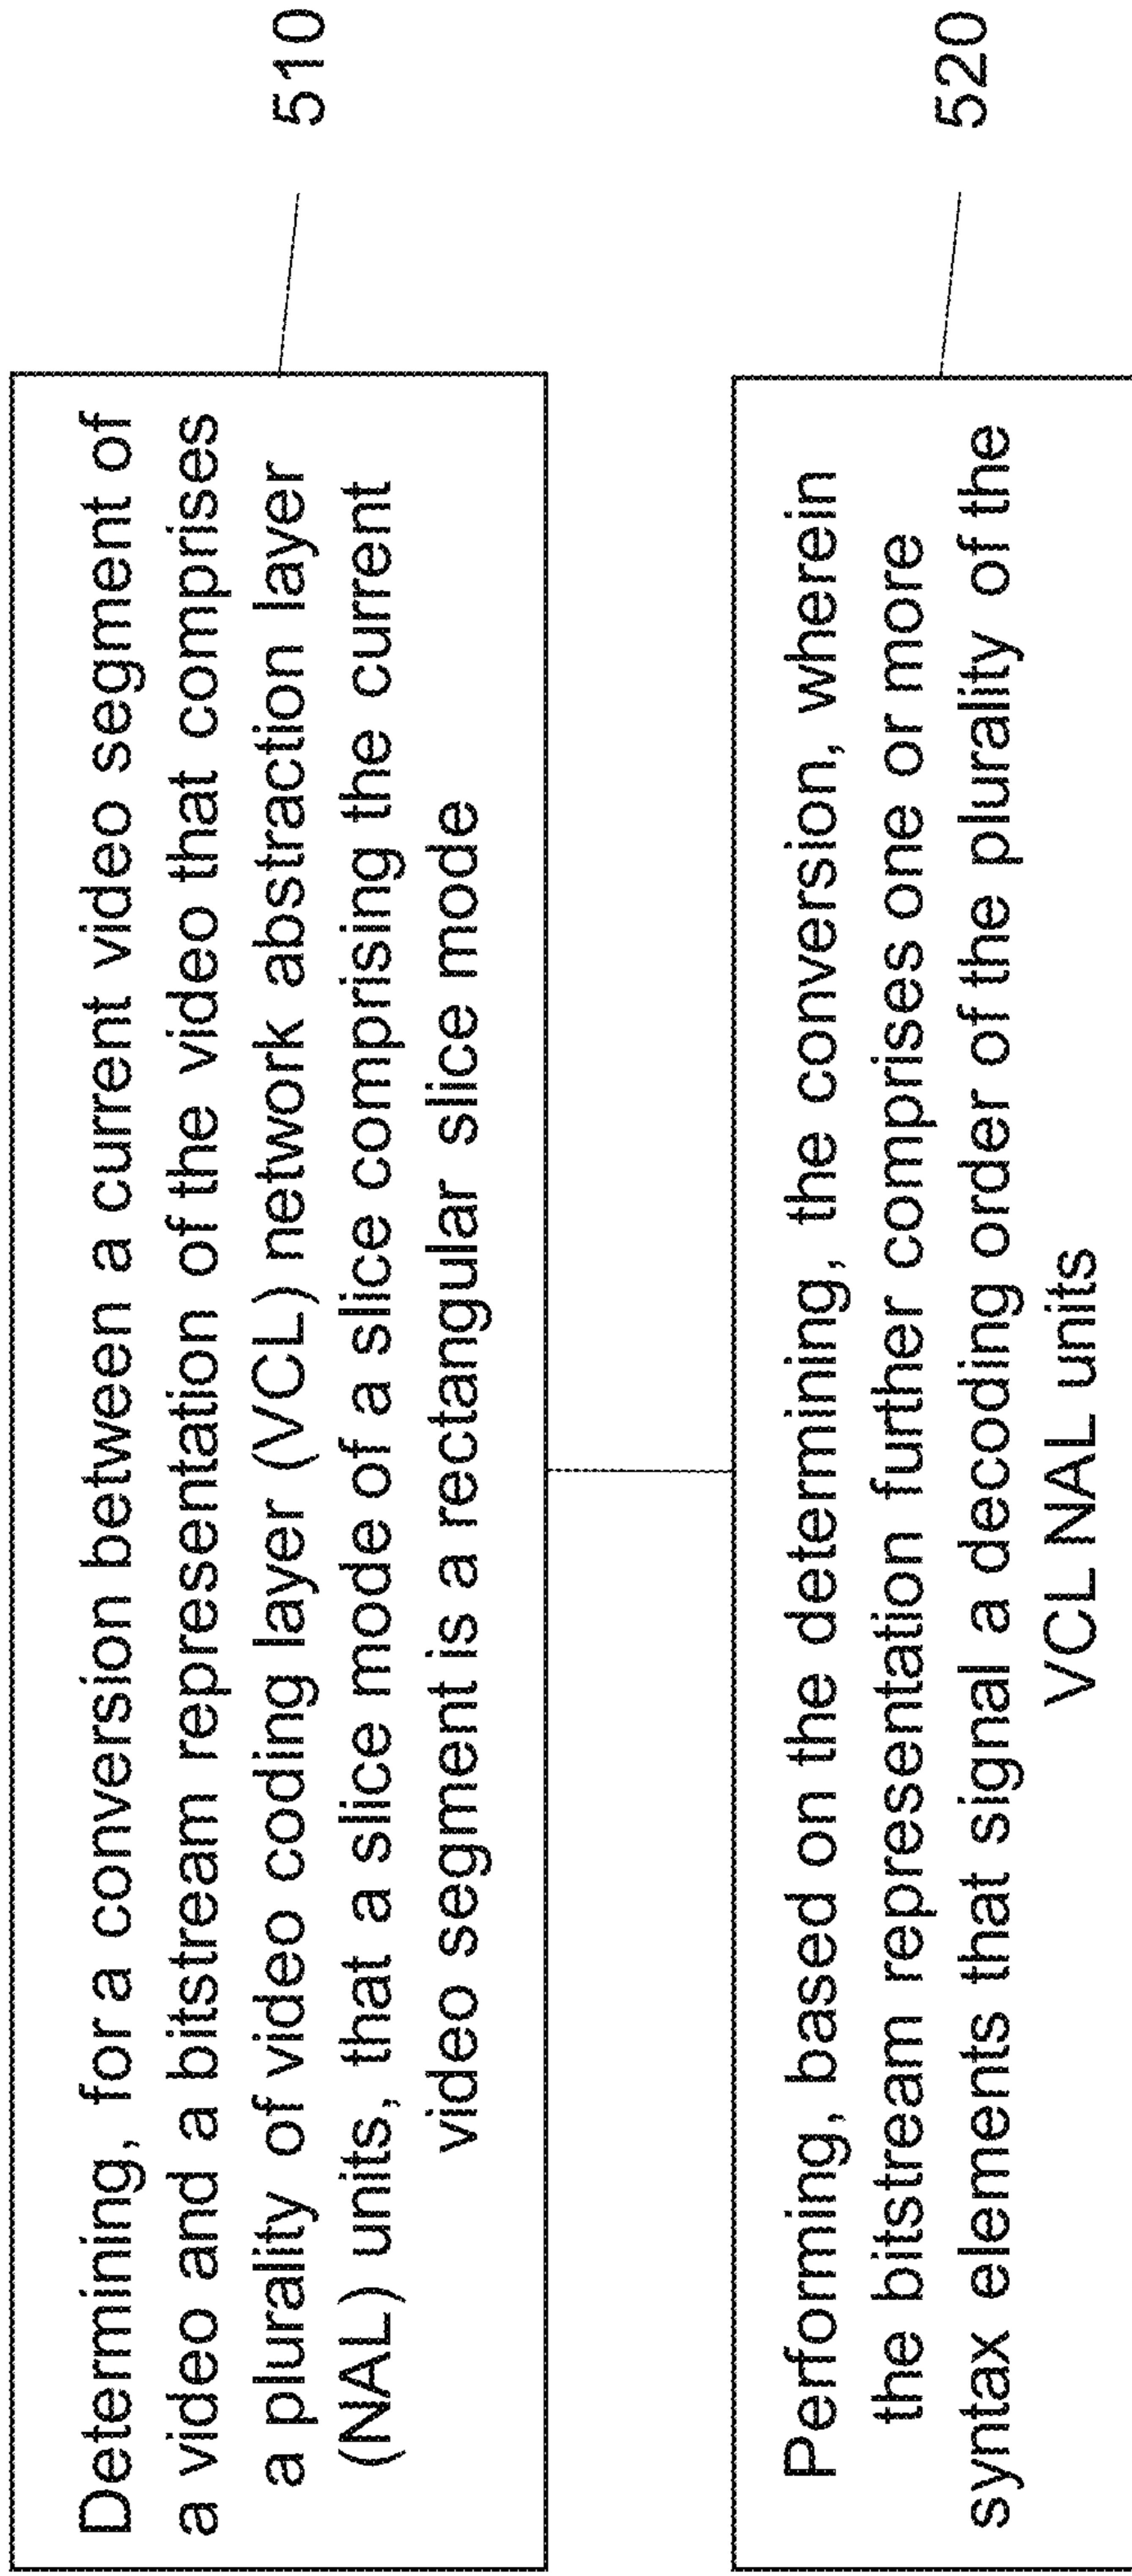 Determining, for a conversion between a current video segment of
a video and a bitstream representation of the video that comprises
a plurality of video coding layer (VCL) network abstraction layer
(NAL) units, that a slice mode of a slice comprising the current
video segment is a rectangular slice mode
510
Performing, based on the determining, the conversion, wherein
the bitstream representation further comprises one or more
syntax elements that signal a decoding order of the plurality of the
VCL NAL units
520